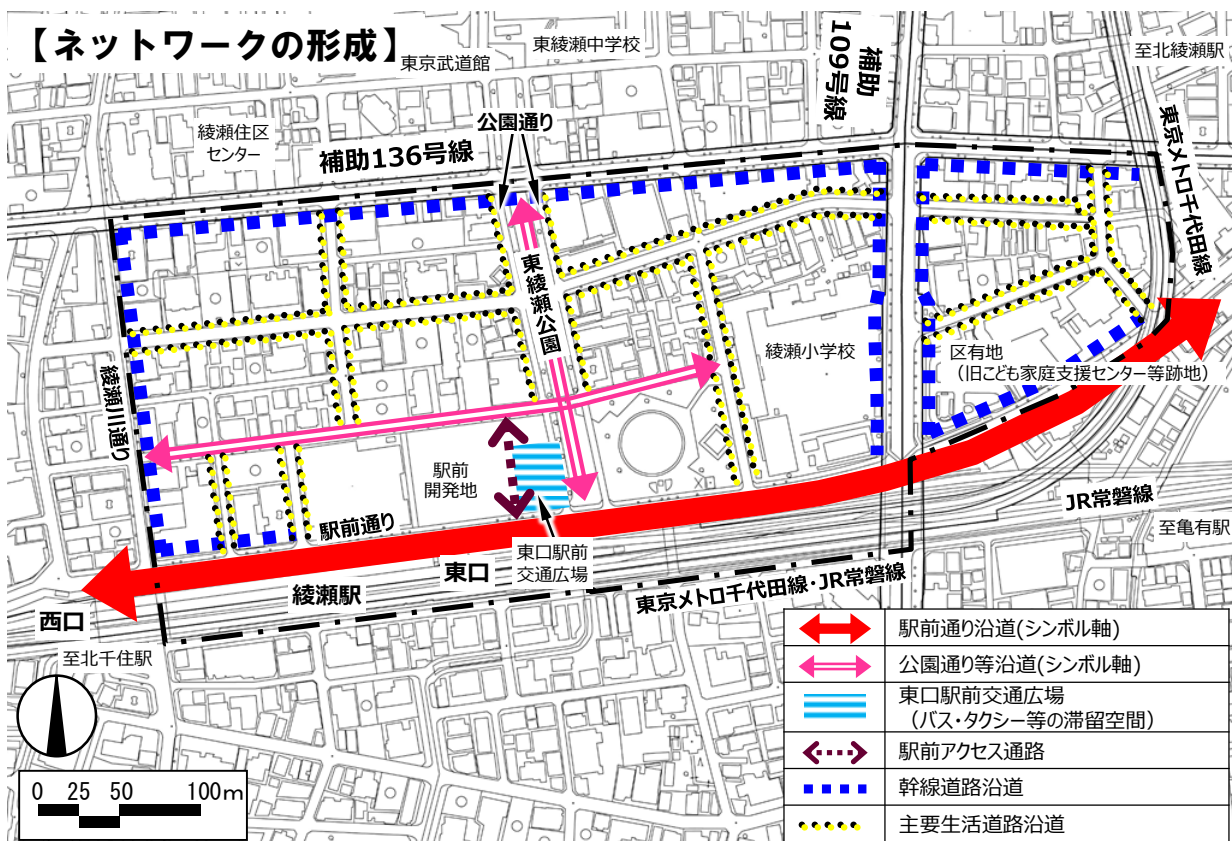 【ネットワークの形成】
東京武道館
東綾瀬中学校
補助
109号線
至北綾瀬駅
綾瀬住区
センター
公園通り
補助136号線
東京メトロ千代田線
東綾瀬公園
綾瀬小学校
区有地
（旧こども家庭支援センター等跡地）
綾瀬川通り
駅前
開発地
駅前通り
JR常磐線
東口駅前
交通広場
至亀有駅
東口
綾瀬駅
東京メトロ千代田線・JR常磐線
西口
至北千住駅
駅前通り沿道(シンボル軸)
公園通り等沿道(シンボル軸)
東口駅前交通広場
（バス・タクシー等の滞留空間）
駅前アクセス通路
幹線道路沿道
主要生活道路沿道
0 25 50 100m